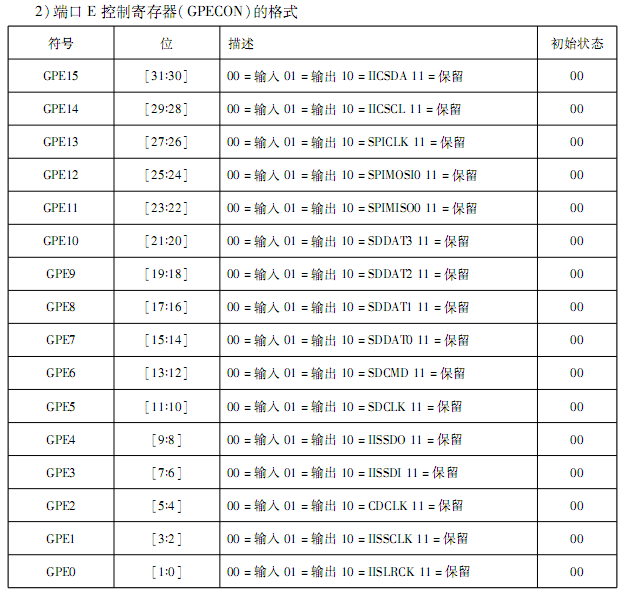 2)端口 E 控制寄存器(GPECON)的格式
符号 位 描述 初始状态
GPE15 [31:30] 00=输入 01=输出 10=IICSDA 11=保留 00
GPE14 [29:28] 00=输入 01=输出 10=IICSCL 11=保留 00
GPE13 [27:26] 00=输入 01=输出 10=SPICLK 11=保留 00
GPE12 [25:24] 00=输入 01=输出 10=SPIMOSI0 11=保留 00
GPE11 [23:22] 00=输入 01=输出 10=SPIMISO0 11=保留 00
GPE10 [21:20] 00=输入 01=输出 10=SDDAT3 11=保留 00
GPE9 [19:18] 00=输入 01=输出 10=SDDAT2 11=保留 00
GPE8 [17:16] 00=输入 01=输出 10=SDDAT1 11=保留 00
GPE7 [15:14] 00=输入 01=输出 10=SDDAT0 11=保留 00
GPE6 [13:12] 00=输入 01=输出 10=SDCMD 11=保留 00
GPE5 [11:10] 00=输入 01=输出 10=SDCLK 11=保留 00
GPE4 [9:8] 00=输入 01=输出 10=IISSDO 11=保留 00
GPE3 [7:6] 00=输入 01=输出 10=IISSDI 11=保留 00
GPE2 [5:4] 00=输入 01=输出 10=CDCLK 11=保留 00
GPE1 [3:2] 00=输入 01=输出 10=IISSCLK 11=保留 00
GPE0 [1:0] 00=输入 01=输出 10=IISLRCK 11=保留 00